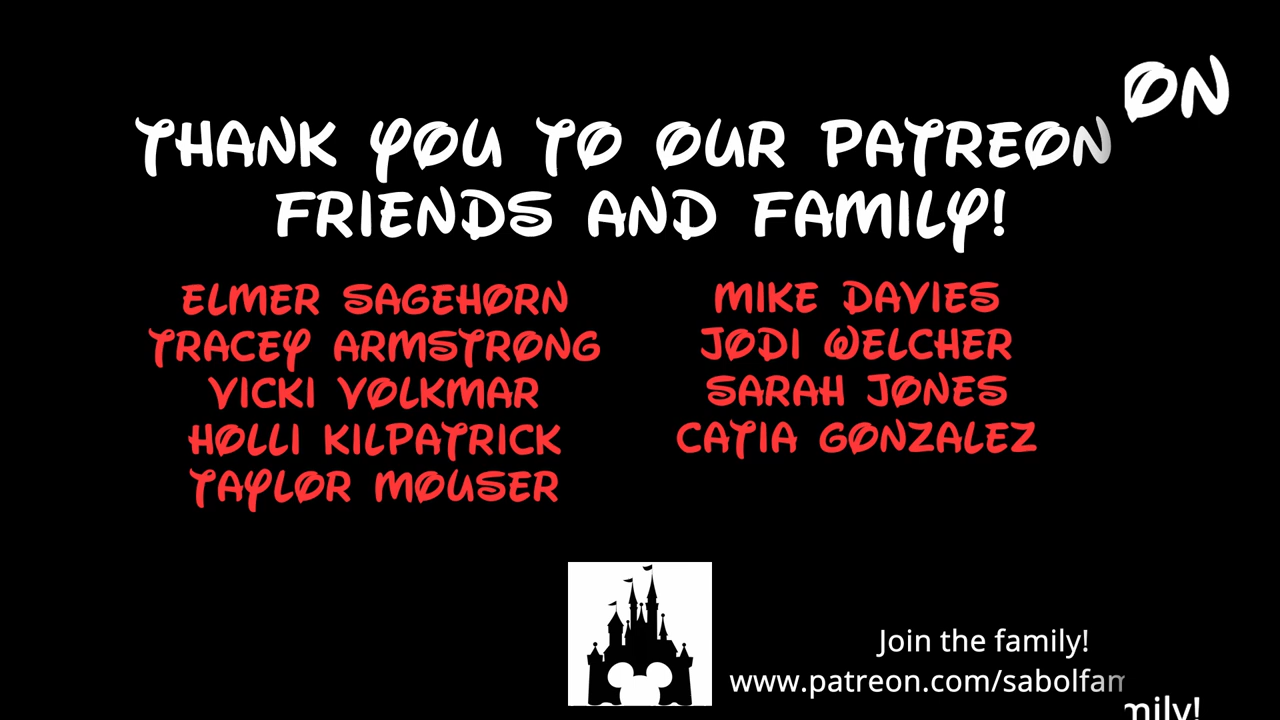 ON
THANK YOU TO OUR PATREON
FRIENDS AND FAMILY!
ELMER SAGEHORN
TRACEY ARMSTRONG
VICKI VOLKMAR
HOLLI KILPATRICK
TAYLOR MOUSER
MIKE DAVIES
JODI WELCHER
SARAH JONES
CATIA GONZALEZ
Join the family!
www.patreon.com/sabolfam
mily!